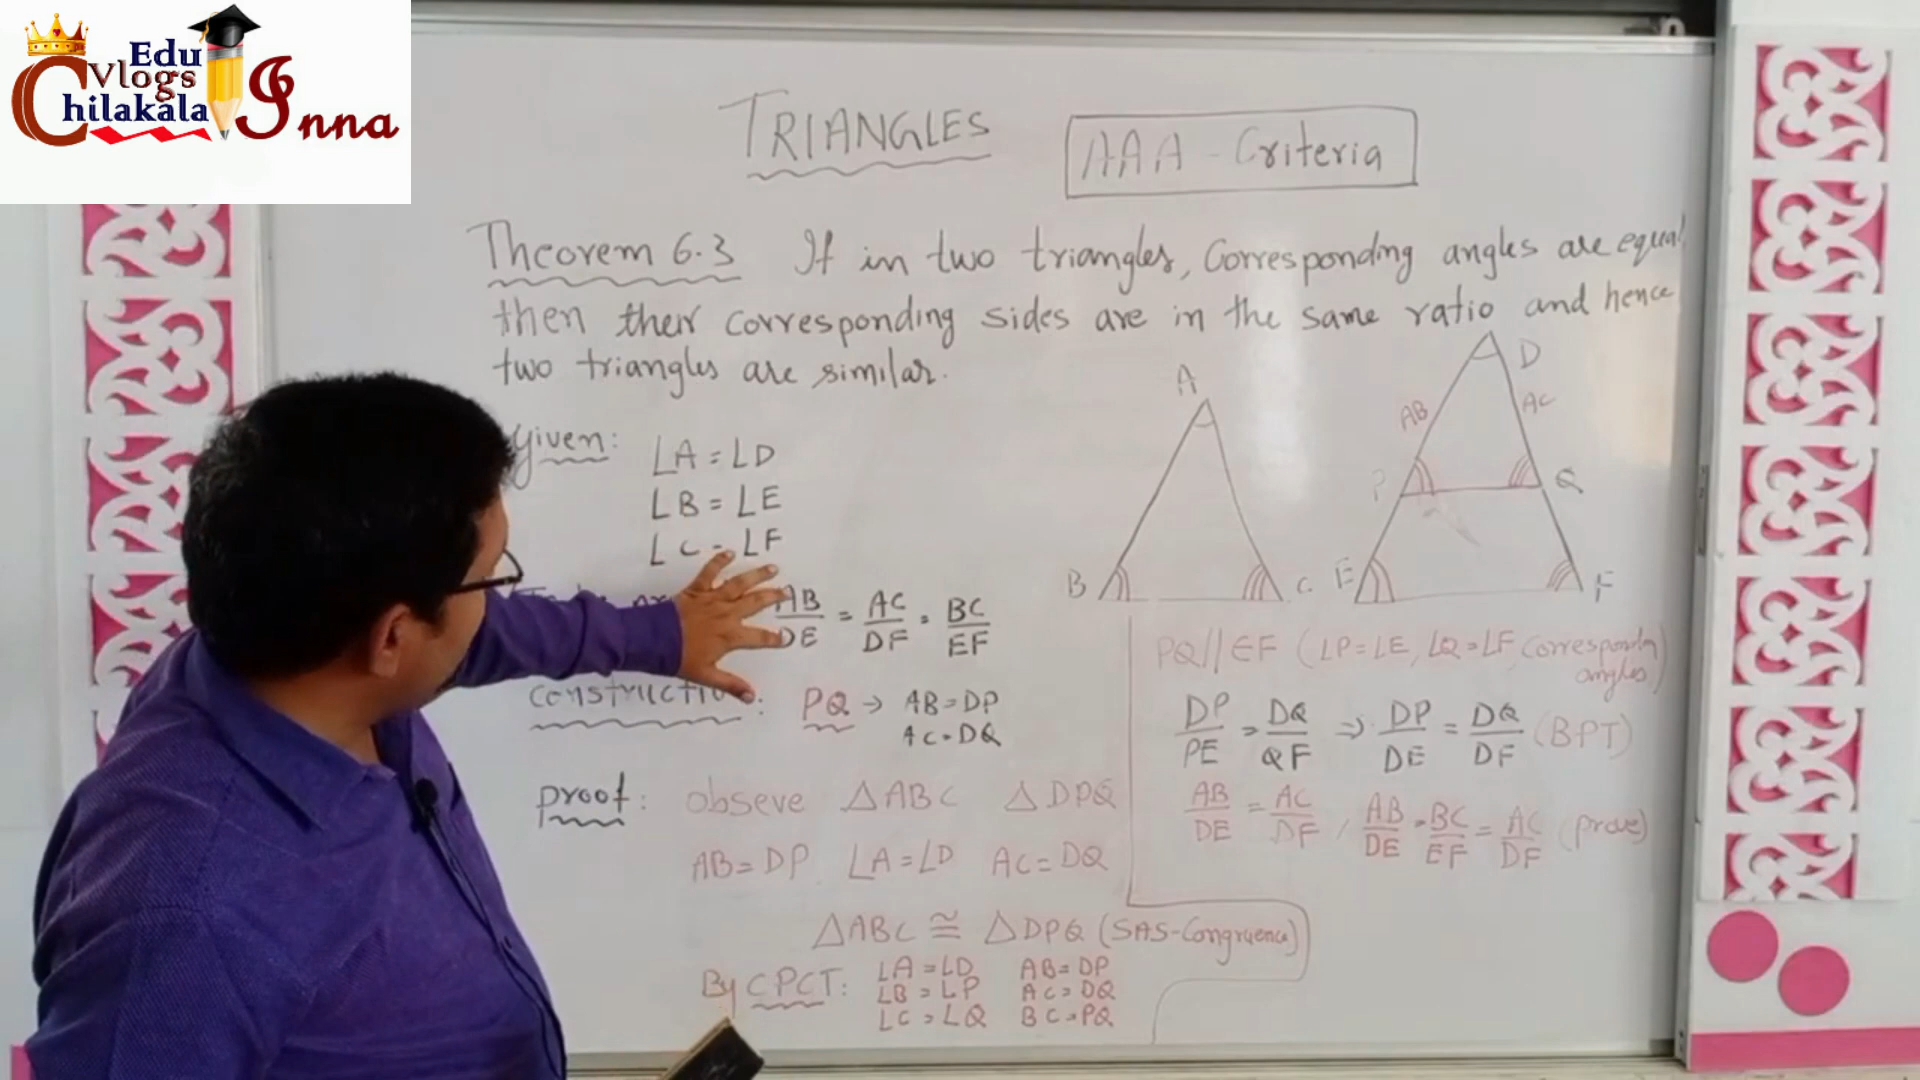 Edu
Vlogs
Chilakala
Inna
TRIANGLES
AAA - Criteria
Theorem 6.3 If in two triangles, Corresponding angles are equal
then their corresponding sides are in the same ratio and hence
two triangles are similar.
Given:
∠A = ∠D
∠B = ∠E
∠C = ∠F
AB/DE = AC/DF = BC/EF
Construction: PQ → AB = DP
AC = DQ
Proof: Obseve △ABC △DPQ
AB = DP ∠A = ∠D AC = DQ
△ABC ≅ △DPQ (SAS-Congruence)
By CPCT: ∠A = ∠D AB = DP
∠B = ∠P AC = DQ
∠C = ∠Q BC = PQ
A
B
C
D
AB
AC
P
Q
E
F
PQ // EF (∠P = ∠E, ∠Q = ∠F, Corresponding
angles)
DP/PE = DQ/QF ⇒ DP/DE = DQ/DF (BPT)
AB/DE = AC/DF, AB/DE = BC/EF = AC/DF (prove)